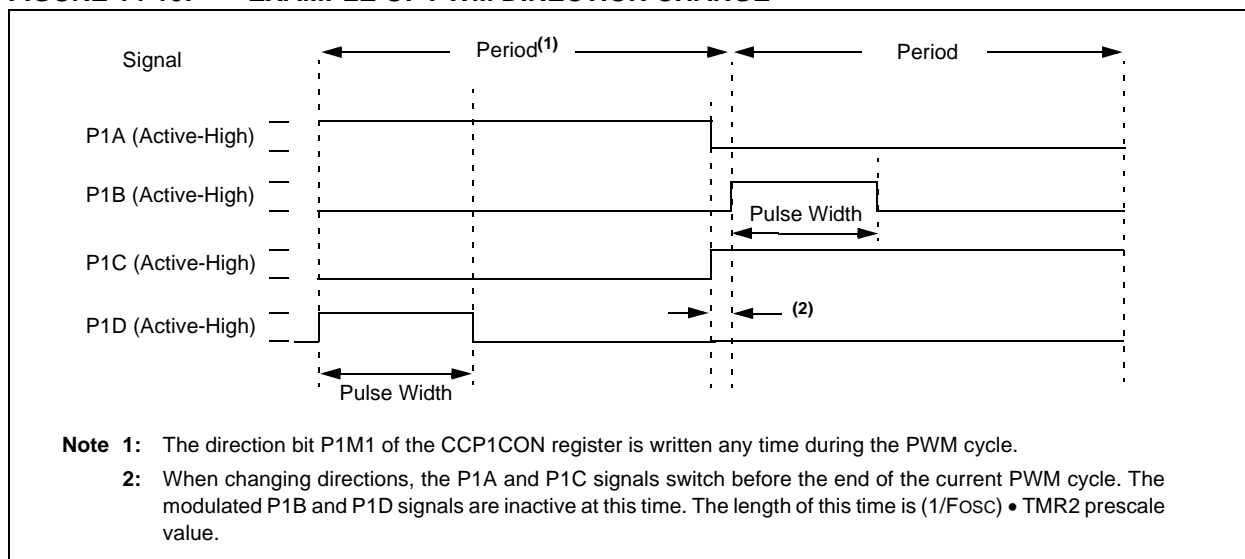 Signal
Period(1)
Period
P1A (Active-High)
P1B (Active-High)
Pulse Width
P1C (Active-High)
(2)
P1D (Active-High)
Pulse Width
Note 1: The direction bit P1M1 of the CCP1CON register is written any time during the PWM cycle.
2: When changing directions, the P1A and P1C signals switch before the end of the current PWM cycle. The
modulated P1B and P1D signals are inactive at this time. The length of this time is (1/FOSC) • TMR2 prescale
value.